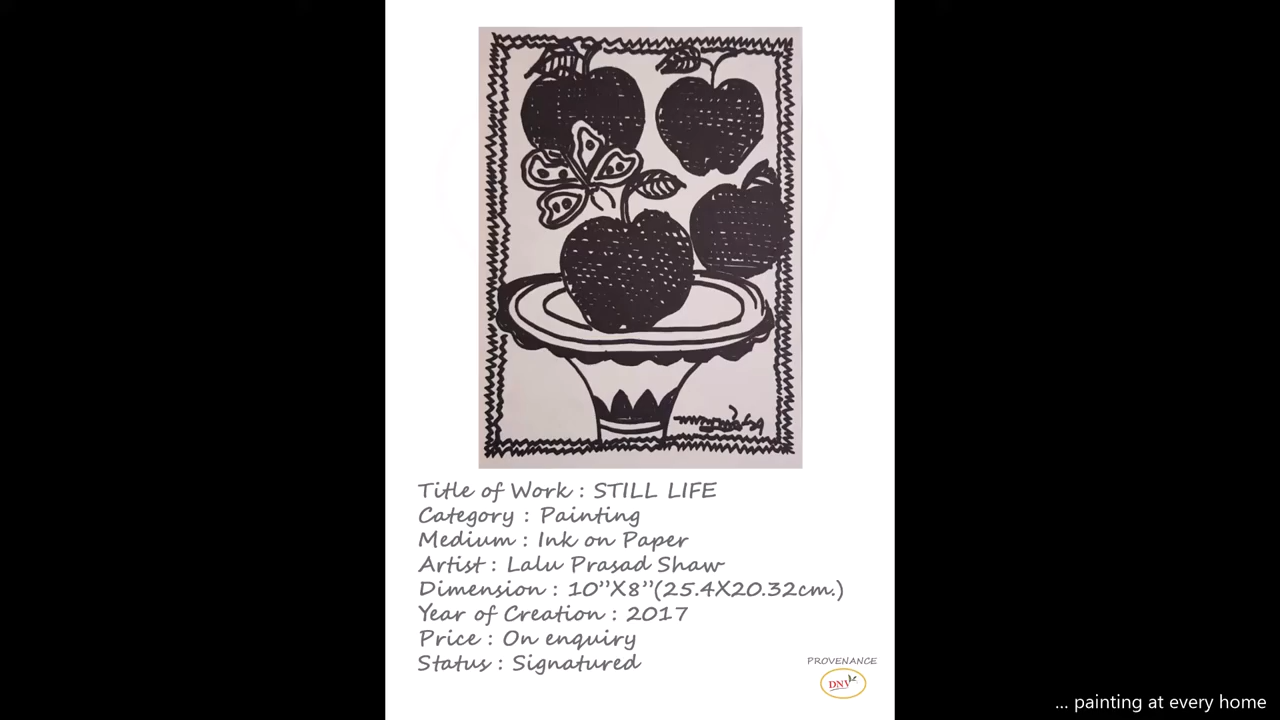 Title of Work : STILL LIFE
Category : Painting
Medium : Ink on Paper
Artist : Lalu Prasad Shaw
Dimension : 10”X8”(25.4X20.32cm.)
Year of Creation : 2017
Price : On enquiry
Status : Signatured
PROVENANCE
DNV
... painting at every home